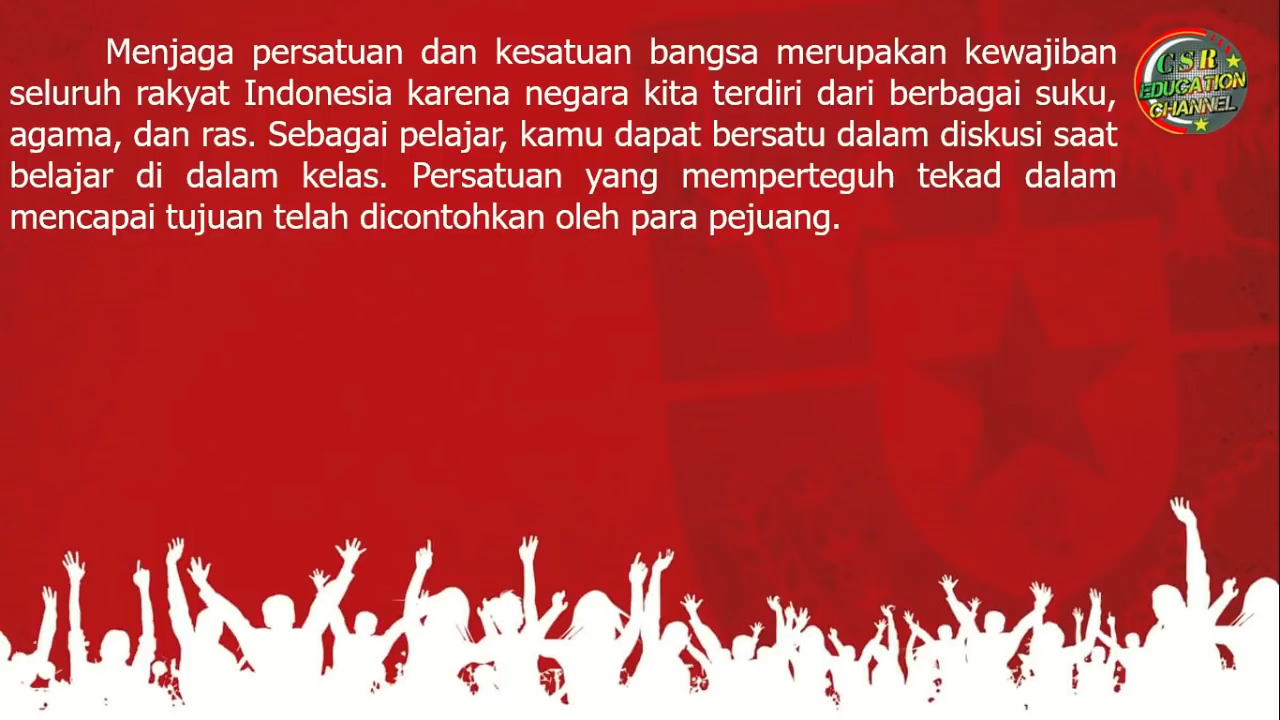 Menjaga persatuan dan kesatuan bangsa merupakan kewajiban
seluruh rakyat Indonesia karena negara kita terdiri dari berbagai suku,
agama, dan ras. Sebagai pelajar, kamu dapat bersatu dalam diskusi saat
belajar di dalam kelas. Persatuan yang memperteguh tekad dalam
mencapai tujuan telah dicontohkan oleh para pejuang.
CSR
EDUCATION
CHANNEL